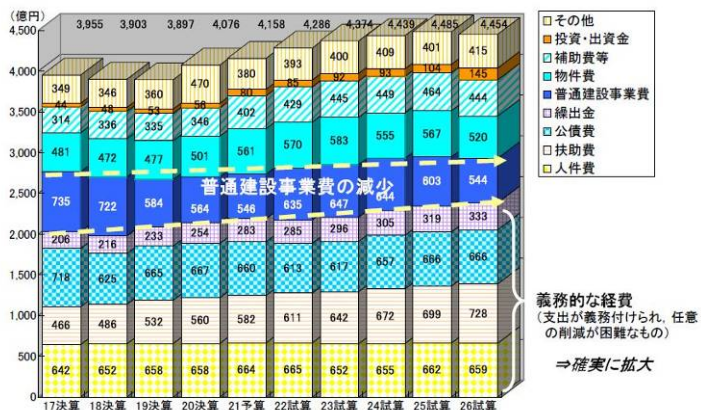 (億円)
3,955 3,903 3,897 4,076 4,158 4,286 4,374 4,439 4,485 4,454
4,500
4,000
3,500
3,000
2,500
2,000
1,500
1,000
500
0
349 346 360 470 380 393 400 409 401 415
44 48 53 56 80 85 92 93 104 145
314 336 335 346 402 429 445 449 464 444
481 472 477 501 561 570 583 555 567 520
普通建設事業費の減少
735 722 584 564 546 635 647 644 603 544
206 216 233 254 283 285 296 305 319 333
718 625 665 667 660 613 617 657 666 666
466 486 532 560 582 611 642 672 699 728
642 652 658 658 664 665 652 655 662 659
17決算 18決算 19決算 20決算 21予算 22試算 23試算 24試算 25試算 26試算
その他
投資・出資金
補助費等
物件費
普通建設事業費
繰出金
公債費
扶助費
人件費
義務的な経費
(支出が義務付けられ, 任意
の削減が困難なもの)
⇒確実に拡大